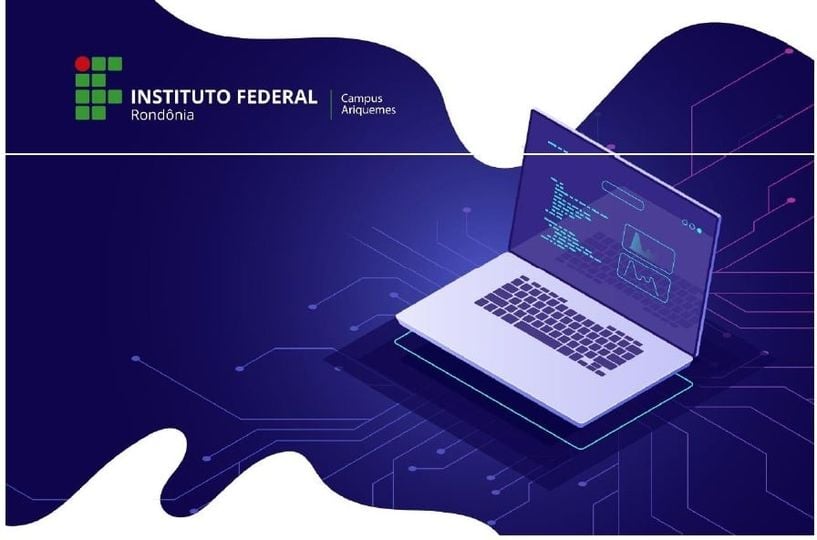 INSTITUTO FEDERAL
Rondônia
Campus
Ariquemes